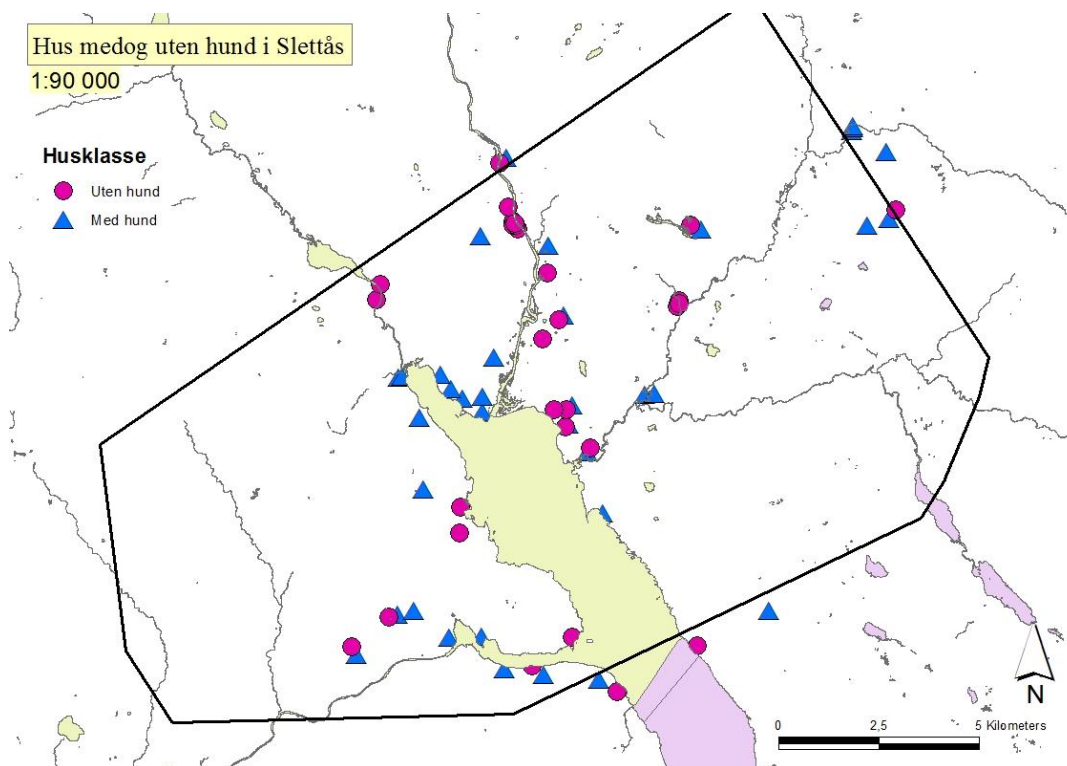 Hus medog uten hund i Slettås
1:90 000
Husklasse
Uten hund
Med hund
N
0 2,5 5 Kilometers